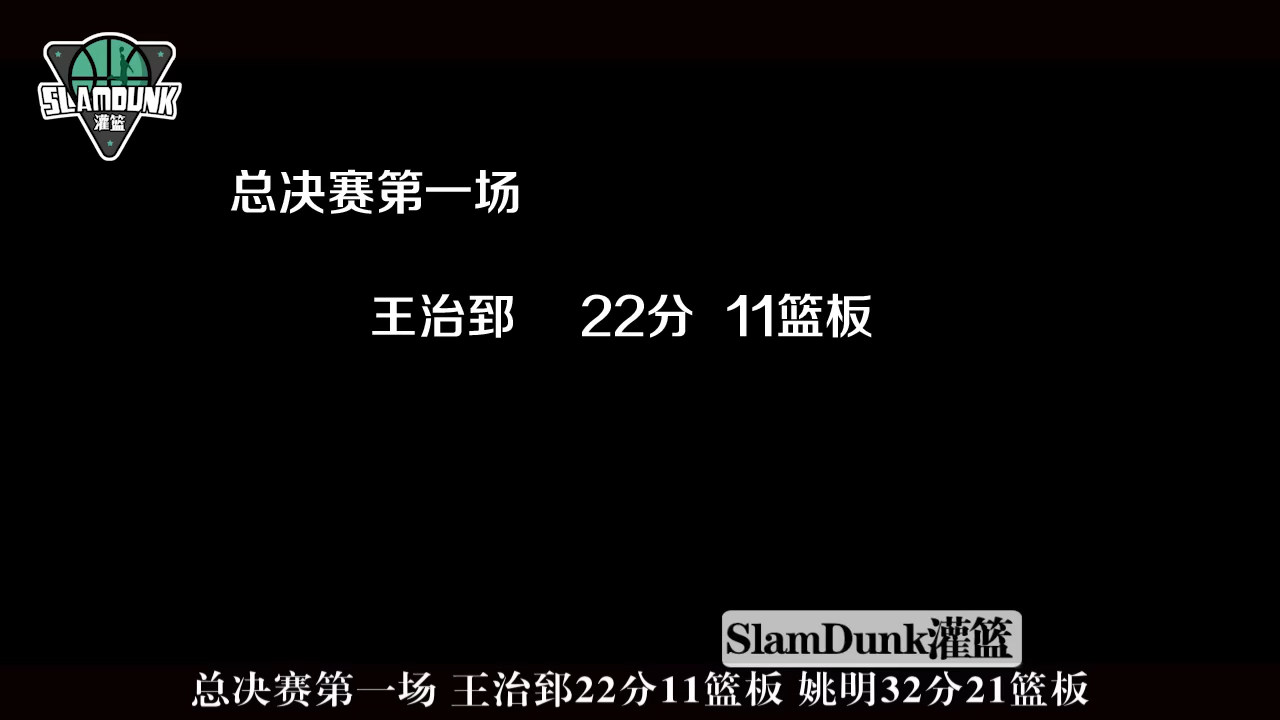 SLAMDUNK
灌篮
总决赛第一场
王治郅 22分 11篮板
SlamDunk灌篮
总决赛第一场 王治郅22分11篮板 姚明32分21篮板